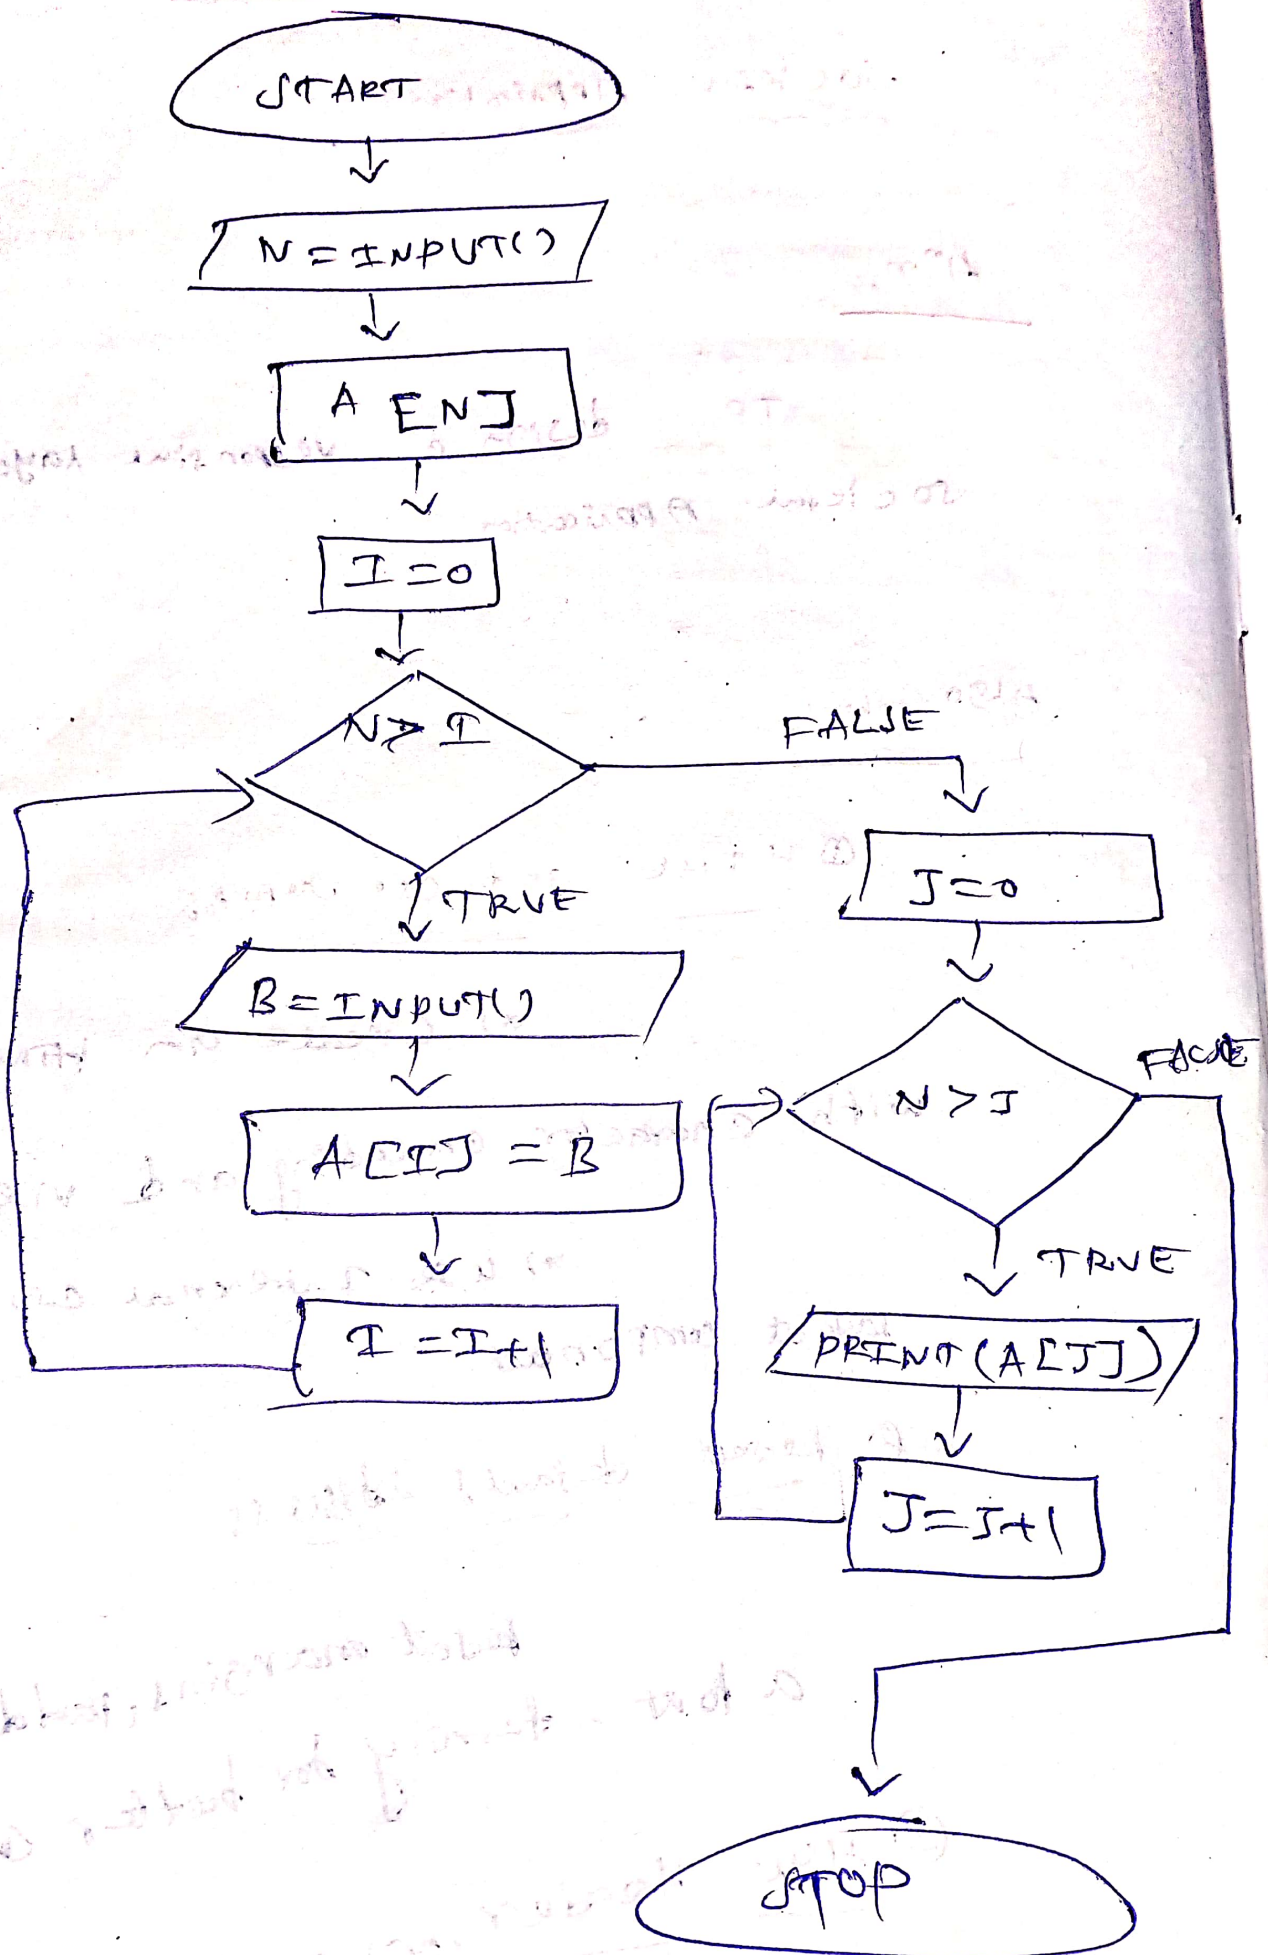 START
N = INPUT()
A [N]
I = 0
N > I
FALSE
TRUE
J = 0
B = INPUT()
A[I] = B
I = I+1
N > J
FALSE
TRUE
PRINT(A[J])
J = J+1
STOP